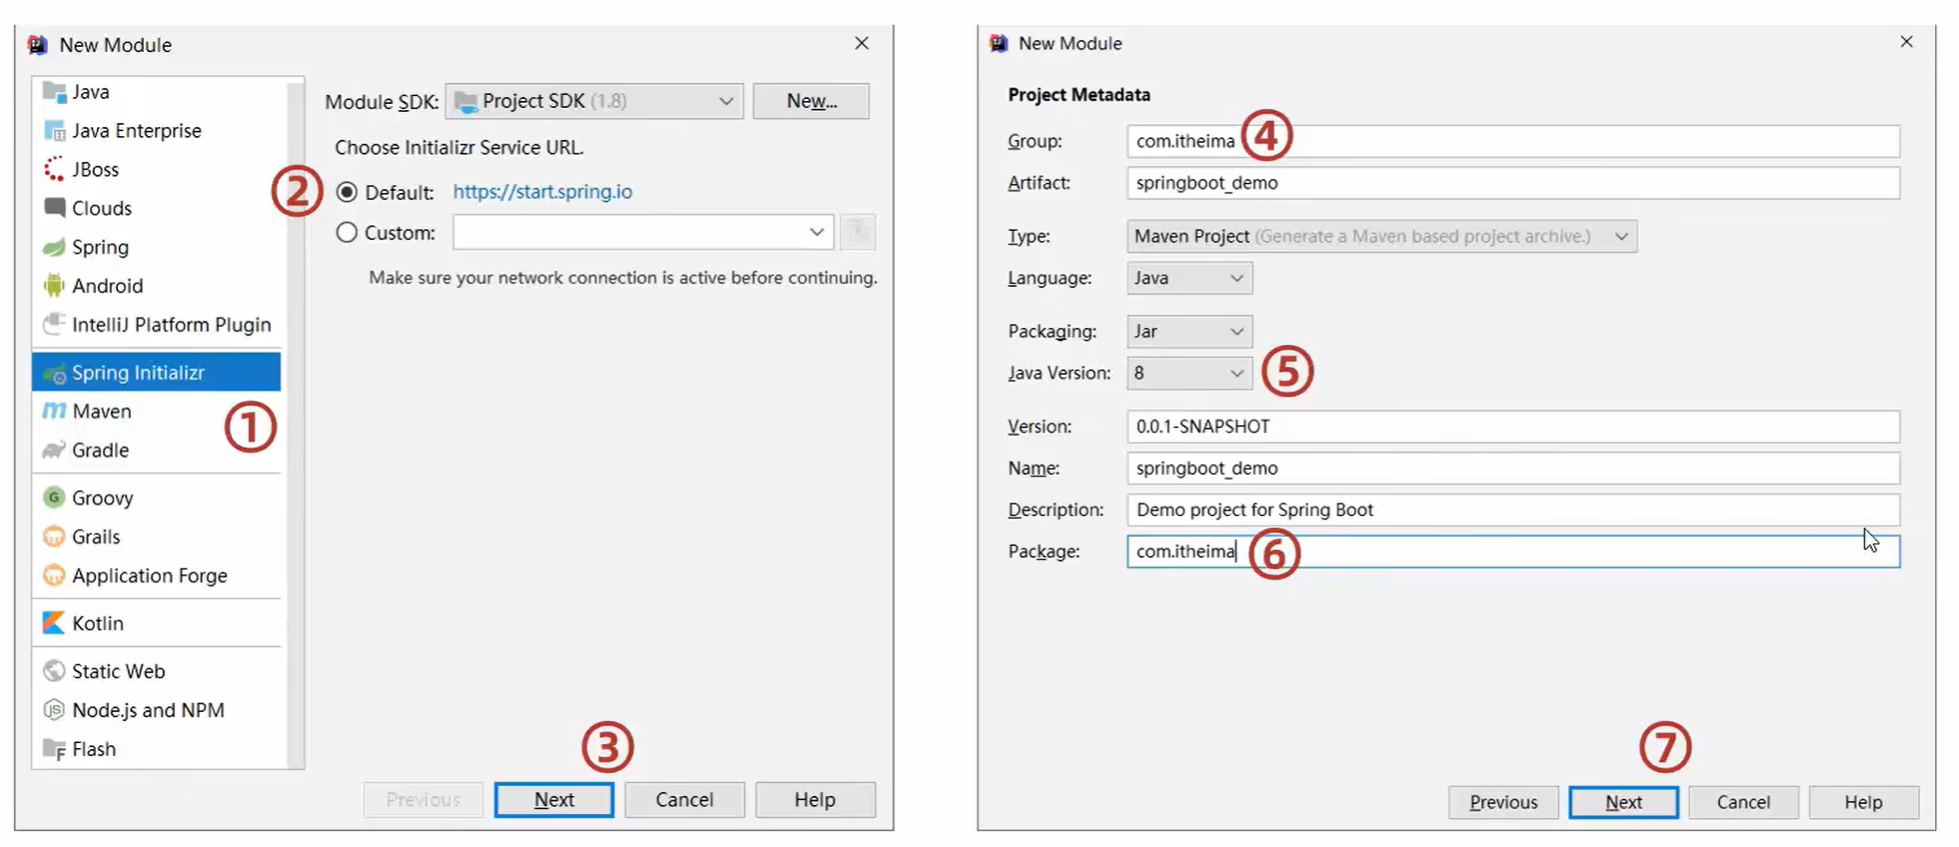 New Module
Java
Java Enterprise
JBoss
Clouds
Spring
Android
IntelliJ Platform Plugin
Spring Initializr
Maven
①
Gradle
Groovy
Grails
Application Forge
Kotlin
Static Web
Node.js and NPM
Flash
Module SDK: Project SDK (1.8) New...
Choose Initializr Service URL.
② Default: https://start.spring.io
Custom:
Make sure your network connection is active before continuing.
③
Previous Next Cancel Help
New Module
Project Metadata
Group: com.itheima ④
Artifact: springboot_demo
Type: Maven Project (Generate a Maven based project archive.)
Language: Java
Packaging: Jar
Java Version: 8 ⑤
Version: 0.0.1-SNAPSHOT
Name: springboot_demo
Description: Demo project for Spring Boot
Package: com.itheima ⑥
⑦
Previous Next Cancel Help